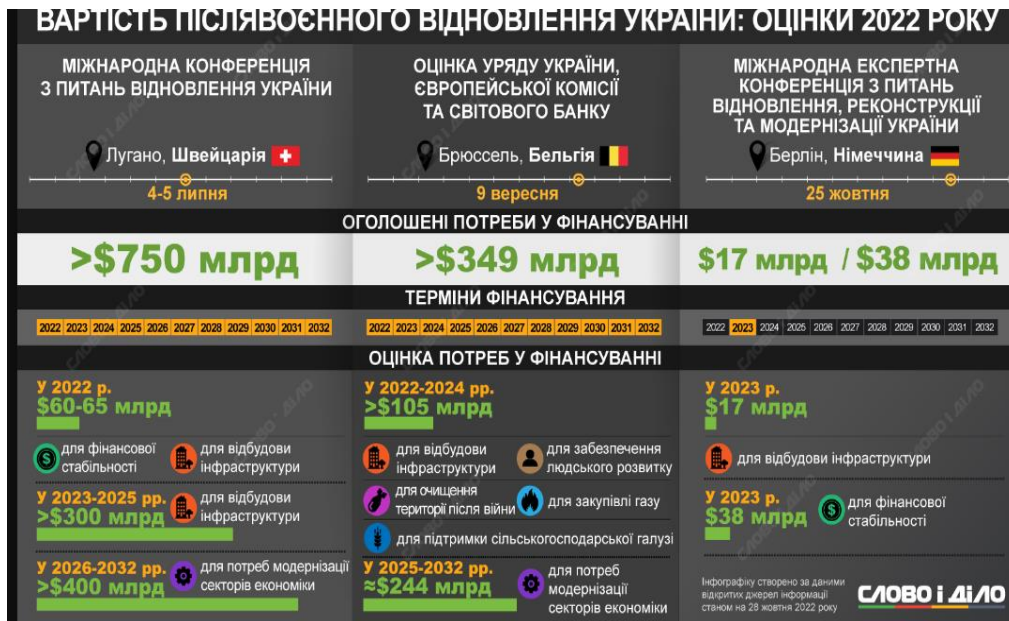 ВАРТІСТЬ ПІСЛЯВОЄННОГО ВІДНОВЛЕННЯ УКРАЇНИ: ОЦІНКИ 2022 РОКУ
МІЖНАРОДНА КОНФЕРЕНЦІЯ
З ПИТАНЬ ВІДНОВЛЕННЯ УКРАЇНИ
Лугано, Швейцарія
4-5 липня
ОЦІНКА УРЯДУ УКРАЇНИ,
ЄВРОПЕЙСЬКОЇ КОМІСІЇ
ТА СВІТОВОГО БАНКУ
Брюссель, Бельгія
9 вересня
МІЖНАРОДНА ЕКСПЕРТНА
КОНФЕРЕНЦІЯ З ПИТАНЬ
ВІДНОВЛЕННЯ, РЕКОНСТРУКЦІЇ
ТА МОДЕРНІЗАЦІЇ УКРАЇНИ
Берлін, Німеччина
25 жовтня
ОГОЛОШЕНІ ПОТРЕБИ У ФІНАНСУВАННІ
>$750 млрд
>$349 млрд
$17 млрд / $38 млрд
ТЕРМІНИ ФІНАНСУВАННЯ
2022 2023 2024 2025 2026 2027 2028 2029 2030 2031 2032
2022 2023 2024 2025 2026 2027 2028 2029 2030 2031 2032
2022 2023 2024 2025 2026 2027 2028 2029 2030 2031 2032
ОЦІНКА ПОТРЕБ У ФІНАНСУВАННІ
У 2022 р.
$60-65 млрд
для фінансової
стабільності
для відбудови
інфраструктури
У 2023-2025 рр.
>$300 млрд
для відбудови
інфраструктури
У 2026-2032 рр.
>$400 млрд
для потреб модернізації
секторів економіки
У 2022-2024 рр.
>$105 млрд
для відбудови
інфраструктури
для забезпечення
людського розвитку
для очищення
території після війни
для закупівлі газу
для підтримки сільськогосподарської галузі
У 2025-2032 рр.
≈$244 млрд
для потреб
модернізації
секторів економіки
У 2023 р.
$17 млрд
для відбудови інфраструктури
У 2023 р.
$38 млрд
для фінансової
стабільності
Інфографіку створено за даними
відкритих джерел інформації
станом на 28 жовтня 2022 року
СЛОВО і ДІЛО